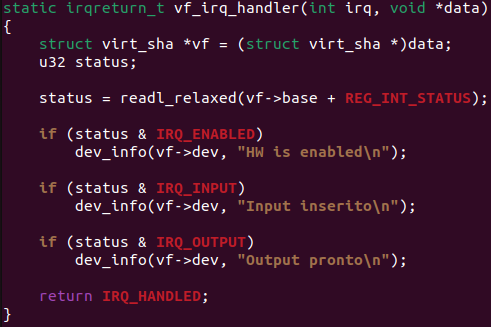 static irqreturn_t vf_irq_handler(int irq, void *data)
{
    struct virt_sha *vf = (struct virt_sha *)data;
    u32 status;

    status = readl_relaxed(vf->base + REG_INT_STATUS);

    if (status & IRQ_ENABLED)
        dev_info(vf->dev, "HW is enabled\n");

    if (status & IRQ_INPUT)
        dev_info(vf->dev, "Input inserito\n");

    if (status & IRQ_OUTPUT)
        dev_info(vf->dev, "Output pronto\n");

    return IRQ_HANDLED;
}